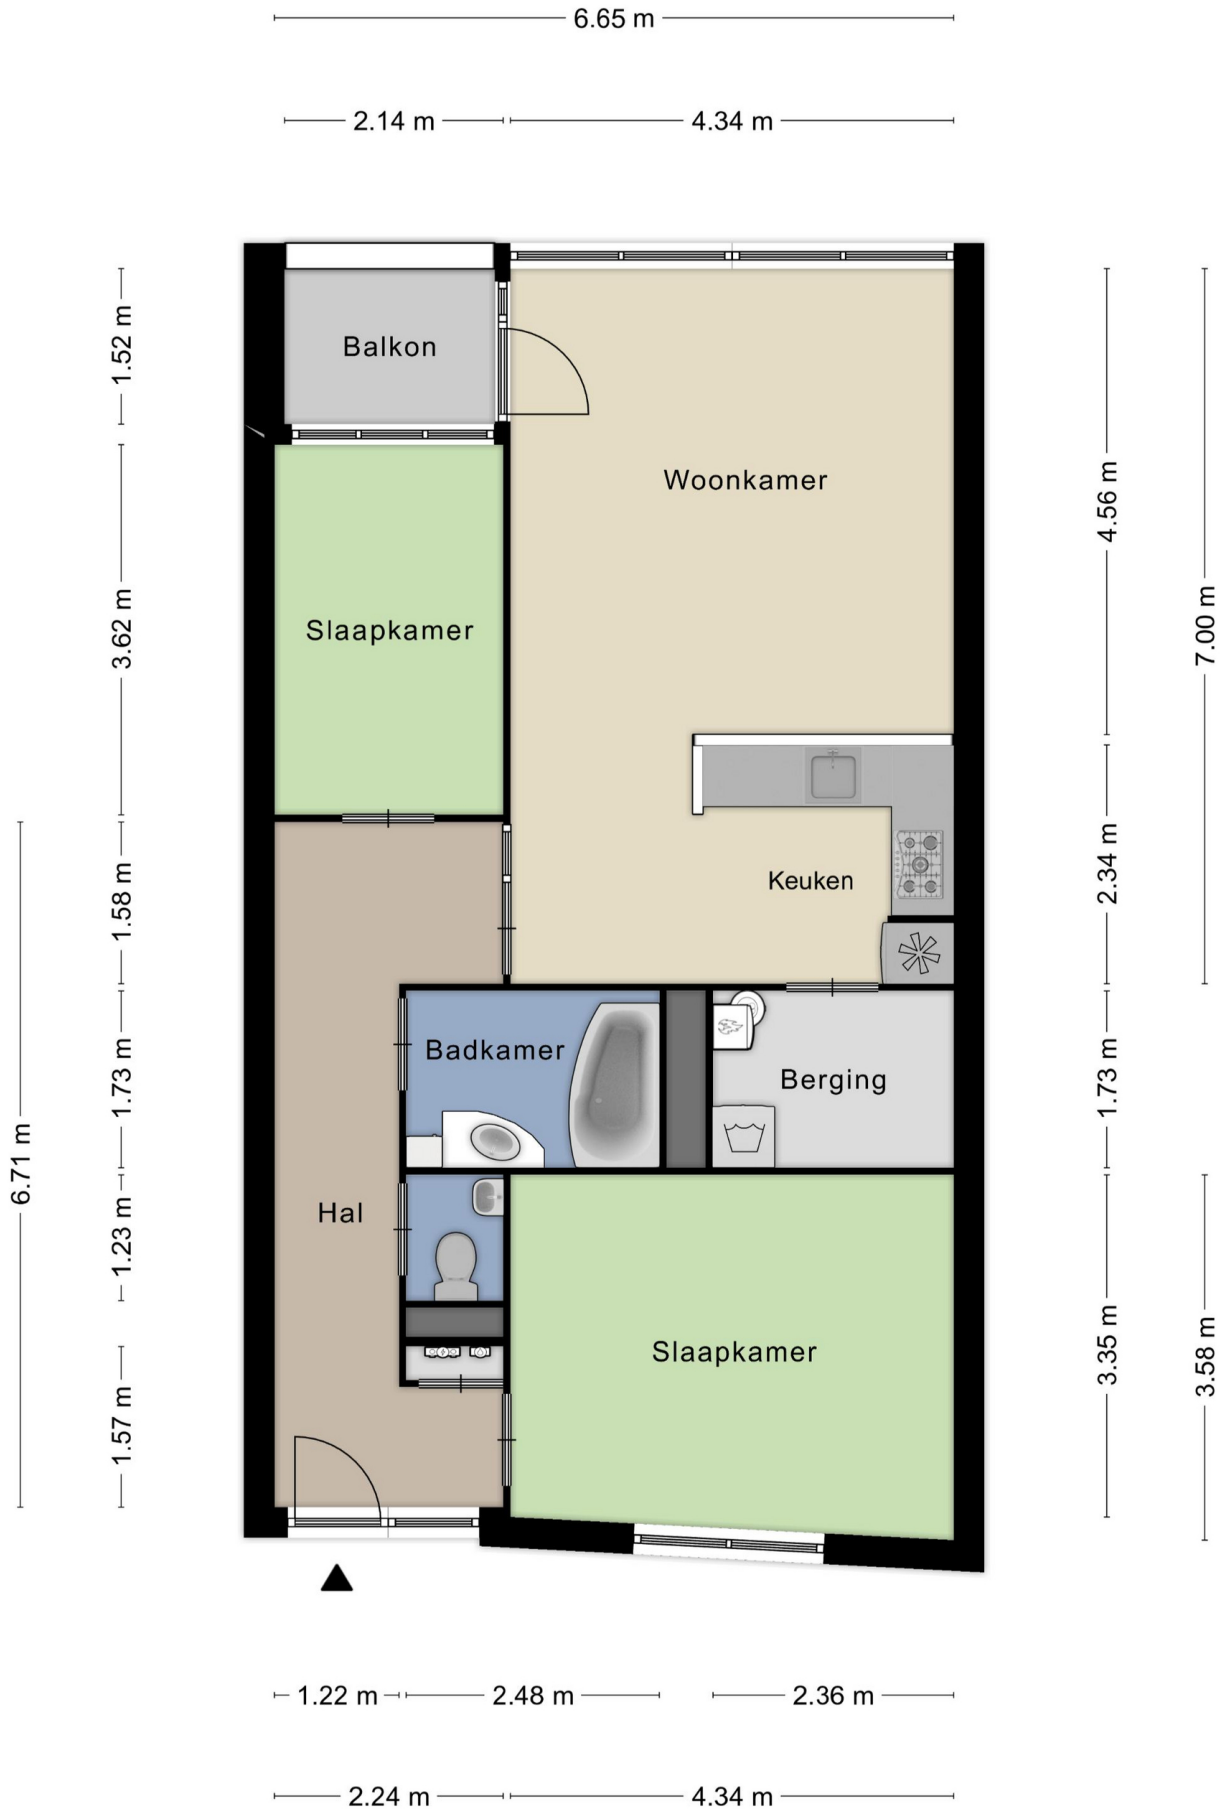 6.65 m
2.14 m
4.34 m
1.52 m
Balkon
4.56 m
Woonkamer
3.62 m
Slaapkamer
7.00 m
1.58 m
Keuken
2.34 m
Badkamer
1.73 m
Berging
1.73 m
6.71 m
Hal
1.23 m
Slaapkamer
3.35 m
3.58 m
1.57 m
1.22 m
2.48 m
2.36 m
2.24 m
4.34 m